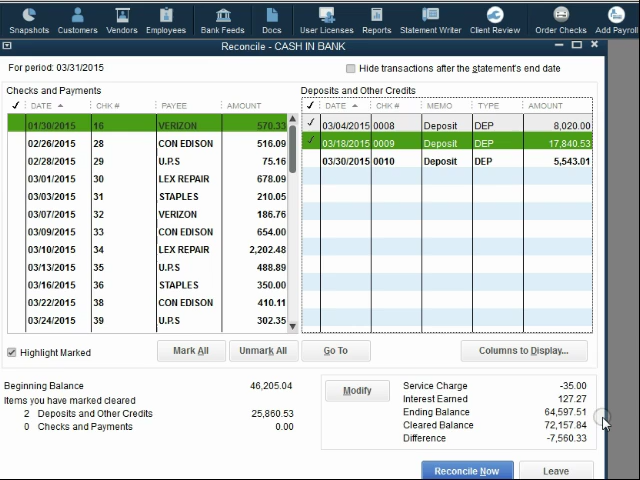 Snapshots Customers Vendors Employees Bank Feeds Docs User Licenses Reports Statement Writer Client Review Order Checks Add Payroll
Reconcile - CASH IN BANK
For period: 03/31/2015
Hide transactions after the statement's end date
Checks and Payments
✓ DATE CHK # PAYEE AMOUNT
01/30/2015 16 VERIZON 570.33
02/26/2015 28 CON EDISON 516.09
02/28/2015 29 U.P.S 75.16
03/01/2015 30 LEX REPAIR 678.09
03/03/2015 31 STAPLES 210.05
03/07/2015 32 VERIZON 186.76
03/09/2015 33 CON EDISON 654.00
03/10/2015 34 LEX REPAIR 2,202.48
03/13/2015 35 U.P.S 488.89
03/16/2015 36 STAPLES 350.00
03/22/2015 38 CON EDISON 410.11
03/24/2015 39 U.P.S 302.35
Deposits and Other Credits
✓ DATE CHK # MEMO TYPE AMOUNT
✓ 03/04/2015 0008 Deposit DEP 8,020.00
✓ 03/18/2015 0009 Deposit DEP 17,840.53
03/30/2015 0010 Deposit DEP 5,543.01
Highlight Marked
Mark All
Unmark All
Go To
Columns to Display...
Beginning Balance 46,205.04
Items you have marked cleared
2 Deposits and Other Credits 25,860.53
0 Checks and Payments 0.00
Modify
Service Charge -35.00
Interest Earned 127.27
Ending Balance 64,597.51
Cleared Balance 72,157.84
Difference -7,560.33
Reconcile Now
Leave